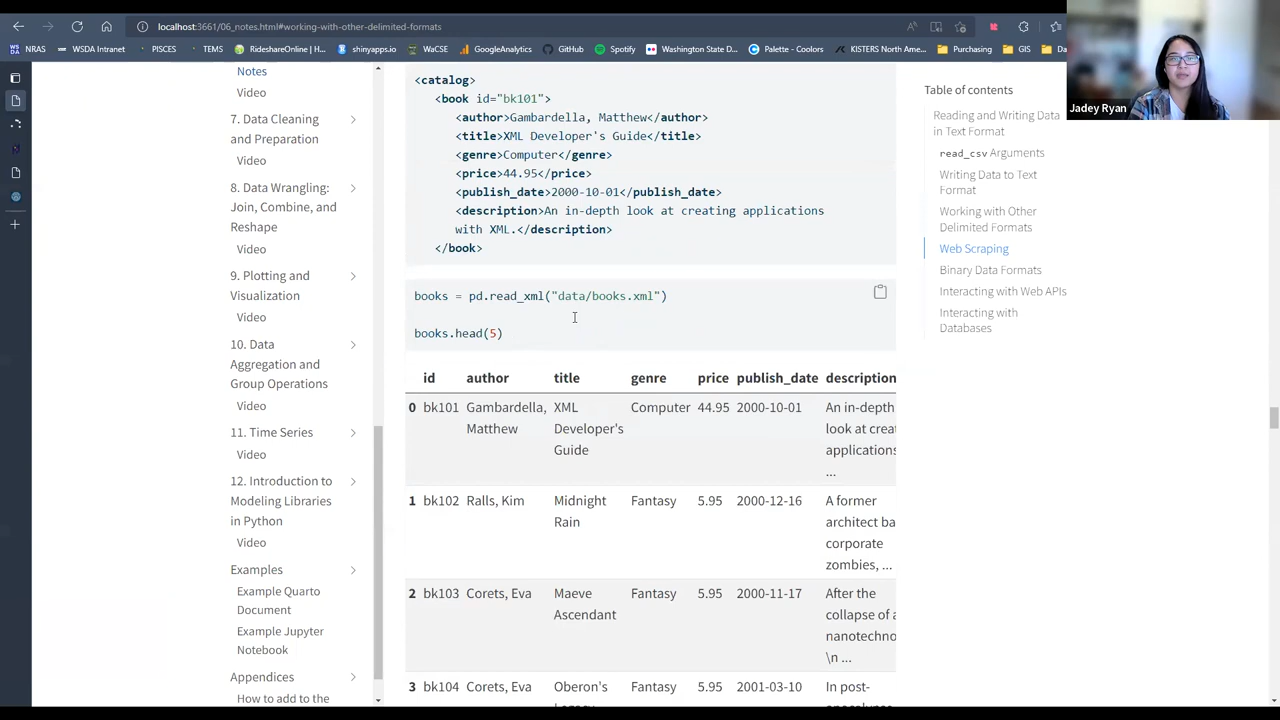 localhost:3661/06_notes.html#working-with-other-delimited-formats
NRAS
WSDA Intranet
PISCES
TEMS
RideshareOnline | H...
shinyapps.io
WaCSE
GoogleAnalytics
GitHub
Spotify
Washington State D...
Palette - Coolors
KISTERS North Ame...
Purchasing
GIS
Da
Jadey Ryan
Notes
Video
7. Data Cleaning
and Preparation
Video
8. Data Wrangling:
Join, Combine, and
Reshape
Video
9. Plotting and
Visualization
Video
10. Data
Aggregation and
Group Operations
Video
11. Time Series
Video
12. Introduction to
Modeling Libraries
in Python
Video
Examples
Example Quarto
Document
Example Jupyter
Notebook
Appendices
How to add to the
<catalog>
<book id="bk101">
<author>Gambardella, Matthew</author>
<title>XML Developer's Guide</title>
<genre>Computer</genre>
<price>44.95</price>
<publish_date>2000-10-01</publish_date>
<description>An in-depth look at creating applications
with XML.</description>
</book>
books = pd.read_xml("data/books.xml")
books.head(5)
id author title genre price publish_date description
0 bk101 Gambardella, XML Computer 44.95 2000-10-01 An in-depth
Matthew Developer's look at crea
Guide applications
...
1 bk102 Ralls, Kim Midnight Fantasy 5.95 2000-12-16 A former
Rain architect ba
corporate
zombies, ...
2 bk103 Corets, Eva Maeve Fantasy 5.95 2000-11-17 After the
Ascendant collapse of a
nanotechno
\n ...
3 bk104 Corets, Eva Oberon's Fantasy 5.95 2001-03-10 In post-
Table of contents
Reading and Writing Data
in Text Format
read_csv Arguments
Writing Data to Text
Format
Working with Other
Delimited Formats
Web Scraping
Binary Data Formats
Interacting with Web APIs
Interacting with
Databases